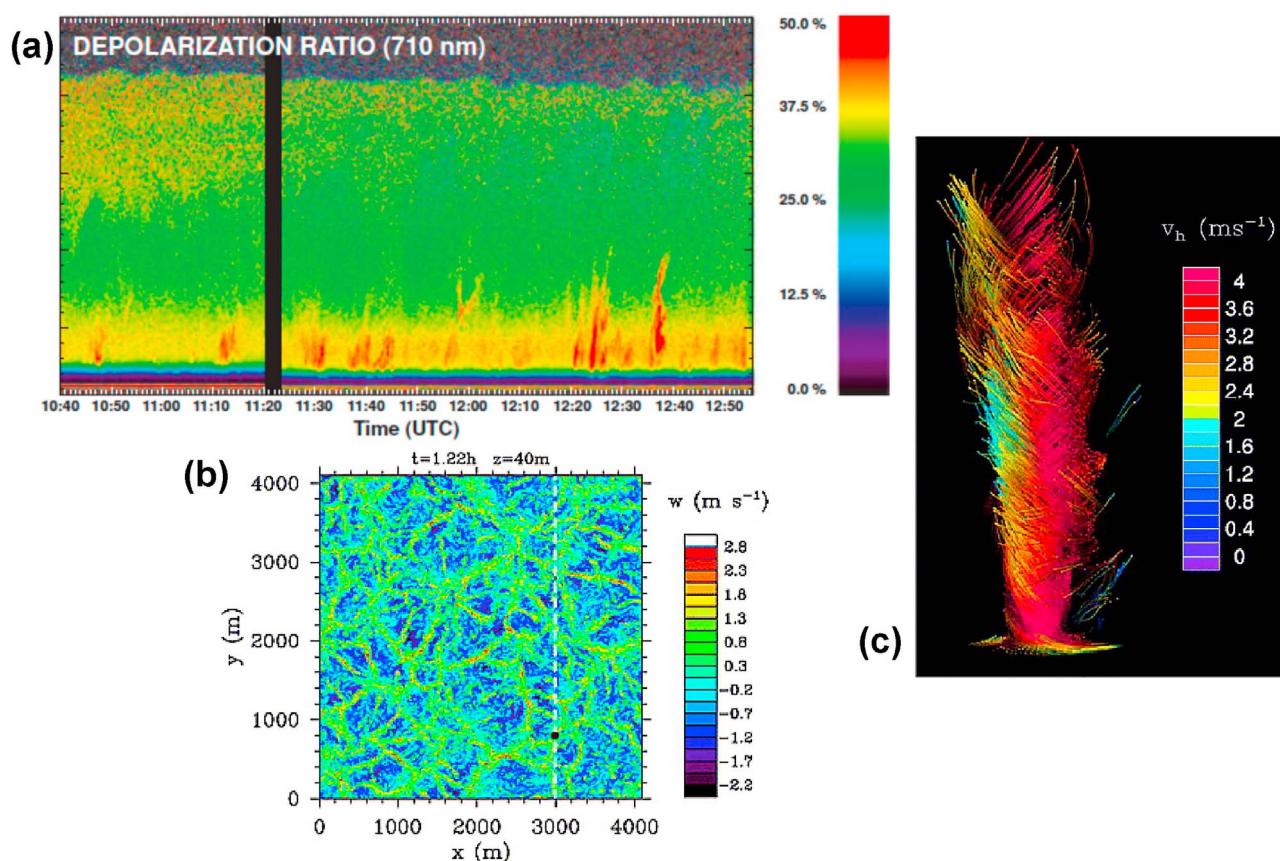 (a)
DEPOLARIZATION RATIO (710 nm)
50.0 %
37.5 %
25.0 %
12.5 %
0.0 %
10:40 10:50 11:00 11:10 11:20 11:30 11:40 11:50 12:00 12:10 12:20 12:30 12:40 12:50
Time (UTC)
(b)
t=1.22h z=40m
4000
3000
2000
1000
0
y (m)
0 1000 2000 3000 4000
x (m)
w (m s⁻¹)
2.8
2.3
1.8
1.3
0.8
0.3
-0.2
-0.7
-1.2
-1.7
-2.2
v_h (ms⁻¹)
4
3.6
3.2
2.8
2.4
2
1.6
1.2
0.8
0.4
0
(c)